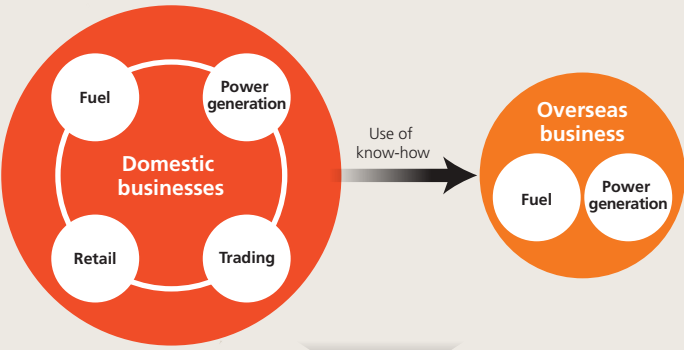 Fuel
Power
generation
Domestic
businesses
Retail
Trading
Use of
know-how
Overseas
business
Fuel
Power
generation